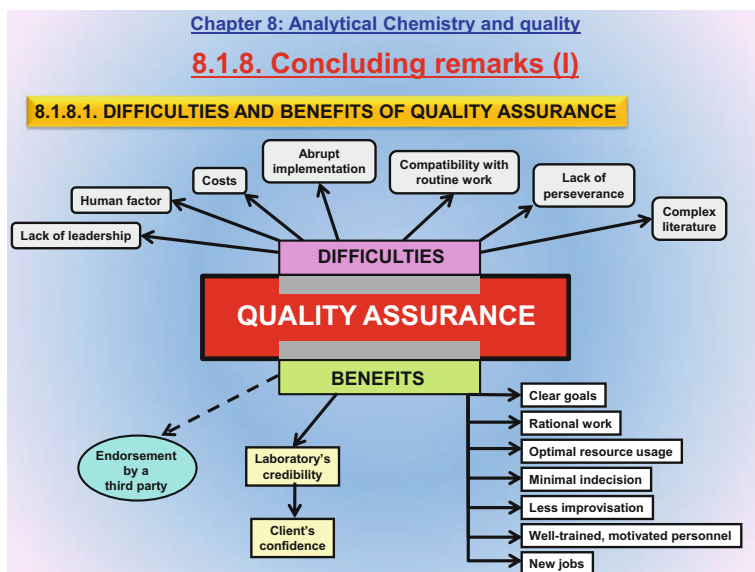 Chapter 8: Analytical Chemistry and quality
8.1.8. Concluding remarks (I)
8.1.8.1. DIFFICULTIES AND BENEFITS OF QUALITY ASSURANCE
Lack of leadership
Human factor
Costs
Abrupt
implementation
Compatibility with
routine work
Lack of
perseverance
Complex
literature
DIFFICULTIES
QUALITY ASSURANCE
BENEFITS
Endorsement
by a
third party
Laboratory's
credibility
Client's
confidence
Clear goals
Rational work
Optimal resource usage
Minimal indecision
Less improvisation
Well-trained, motivated personnel
New jobs